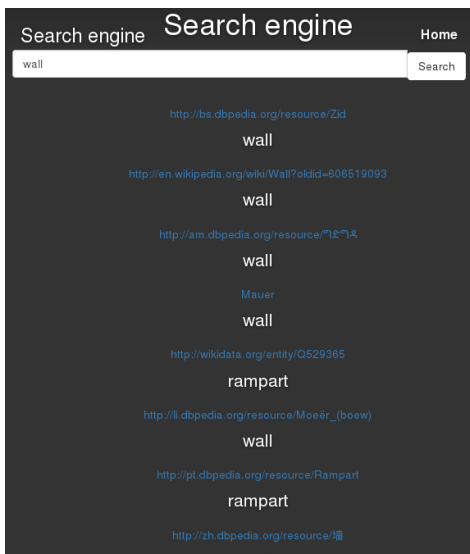 Search engine
Search engine
Home
wall
Search
http://bs.dbpedia.org/resource/Zid
wall
http://en.wikipedia.org/wiki/Wall?oldid=606519093
wall
http://am.dbpedia.org/resource/ግድግዳ
wall
Mauer
wall
http://wikidata.org/entity/Q529365
rampart
http://li.dbpedia.org/resource/Moeër_(boew)
wall
http://pt.dbpedia.org/resource/Rampart
rampart
http://zh.dbpedia.org/resource/墙